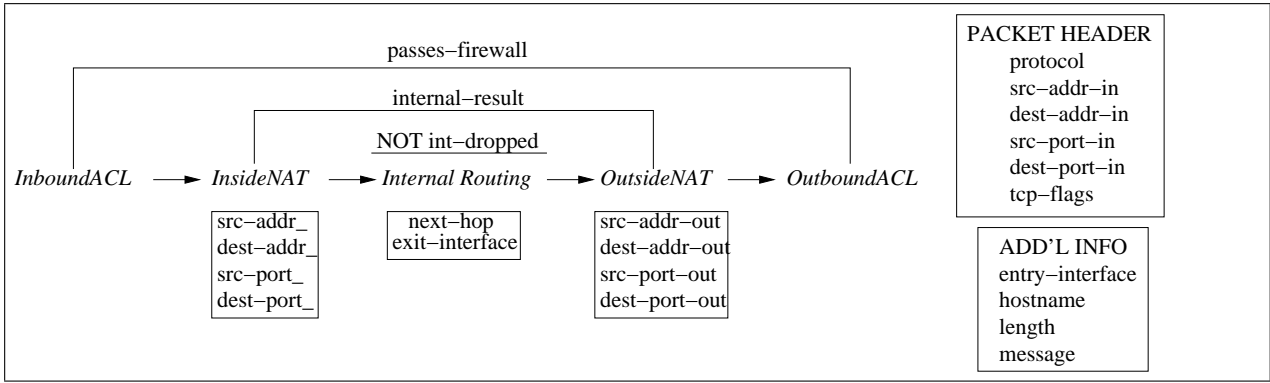 passes−firewall
internal−result
NOT int−dropped
InboundACL
InsideNAT
Internal Routing
OutsideNAT
OutboundACL
src−addr_
dest−addr_
src−port_
dest−port_
next−hop
exit−interface
src−addr−out
dest−addr−out
src−port−out
dest−port−out
PACKET HEADER
protocol
src−addr−in
dest−addr−in
src−port−in
dest−port−in
tcp−flags
ADD'L INFO
entry−interface
hostname
length
message